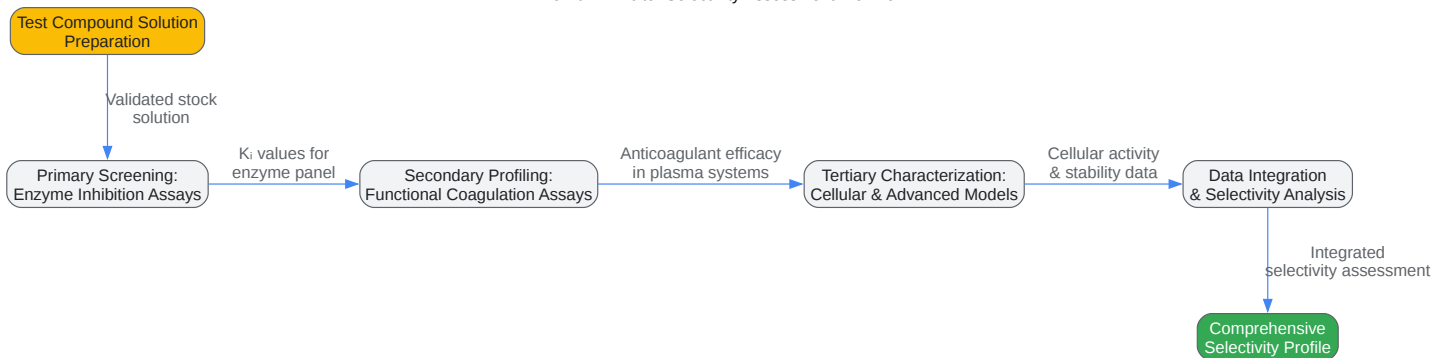 Test Compound Solution
Preparation
Validated stock
solution
Primary Screening:
Enzyme Inhibition Assays
Kᵢ values for
enzyme panel
Secondary Profiling:
Functional Coagulation Assays
Anticoagulant efficacy
in plasma systems
Tertiary Characterization:
Cellular & Advanced Models
Cellular activity
& stability data
Data Integration
& Selectivity Analysis
Integrated
selectivity assessment
Comprehensive
Selectivity Profile